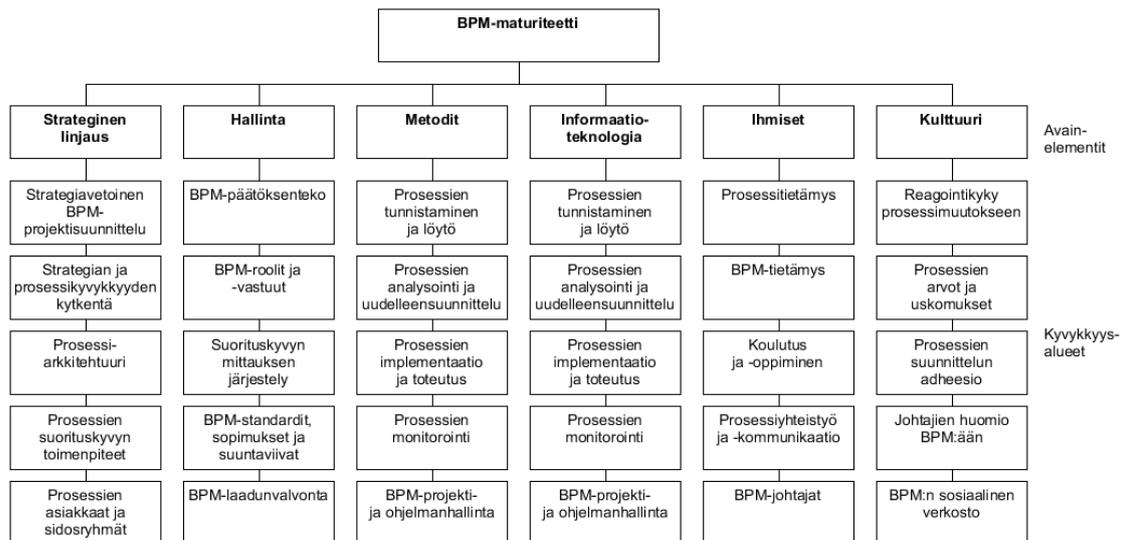 BPM-maturiteetti
Strateginen
linjaus
Hallinta
Metodit
Informaatio-
teknologia
Ihmiset
Kulttuuri
Avain-
elementit
Strategiavetoinen
BPM-
projektisuunnittelu
BPM-päätöksenteko
Prosessien
tunnistaminen
ja löytö
Prosessien
tunnistaminen
ja löytö
Prosessitietämys
Reagointikyky
prosessimuutokseen
Strategian ja
prosessikyvykkyyden
kytkentä
BPM-roolit ja
-vastuut
Prosessien
analysointi ja
uudelleensuunnittelu
Prosessien
analysointi ja
uudelleensuunnittelu
BPM-tietämys
Prosessien
arvot ja
uskomukset
Prosessi-
arkkitehtuuri
Suorituskyvyn
mittauksen
järjestely
Prosessien
implementaatio
ja toteutus
Prosessien
implementaatio
ja toteutus
Koulutus
ja -oppiminen
Prosessien
suunnittelun
adheesio
Kyvykkyys-
alueet
Prosessien
suorituskyvyn
toimenpiteet
BPM-standardit,
sopimukset ja
suuntaviivat
Prosessien
monitorointi
Prosessien
monitorointi
Prosessiyhteistyö
ja -kommunikaatio
Johtajien huomio
BPM:ään
Prosessien
asiakkaat ja
sidosryhmät
BPM-laadunvalvonta
BPM-projekti-
ja ohjelmanhallinta
BPM-projekti-
ja ohjelmanhallinta
BPM-johtajat
BPM:n sosiaalinen
verkosto